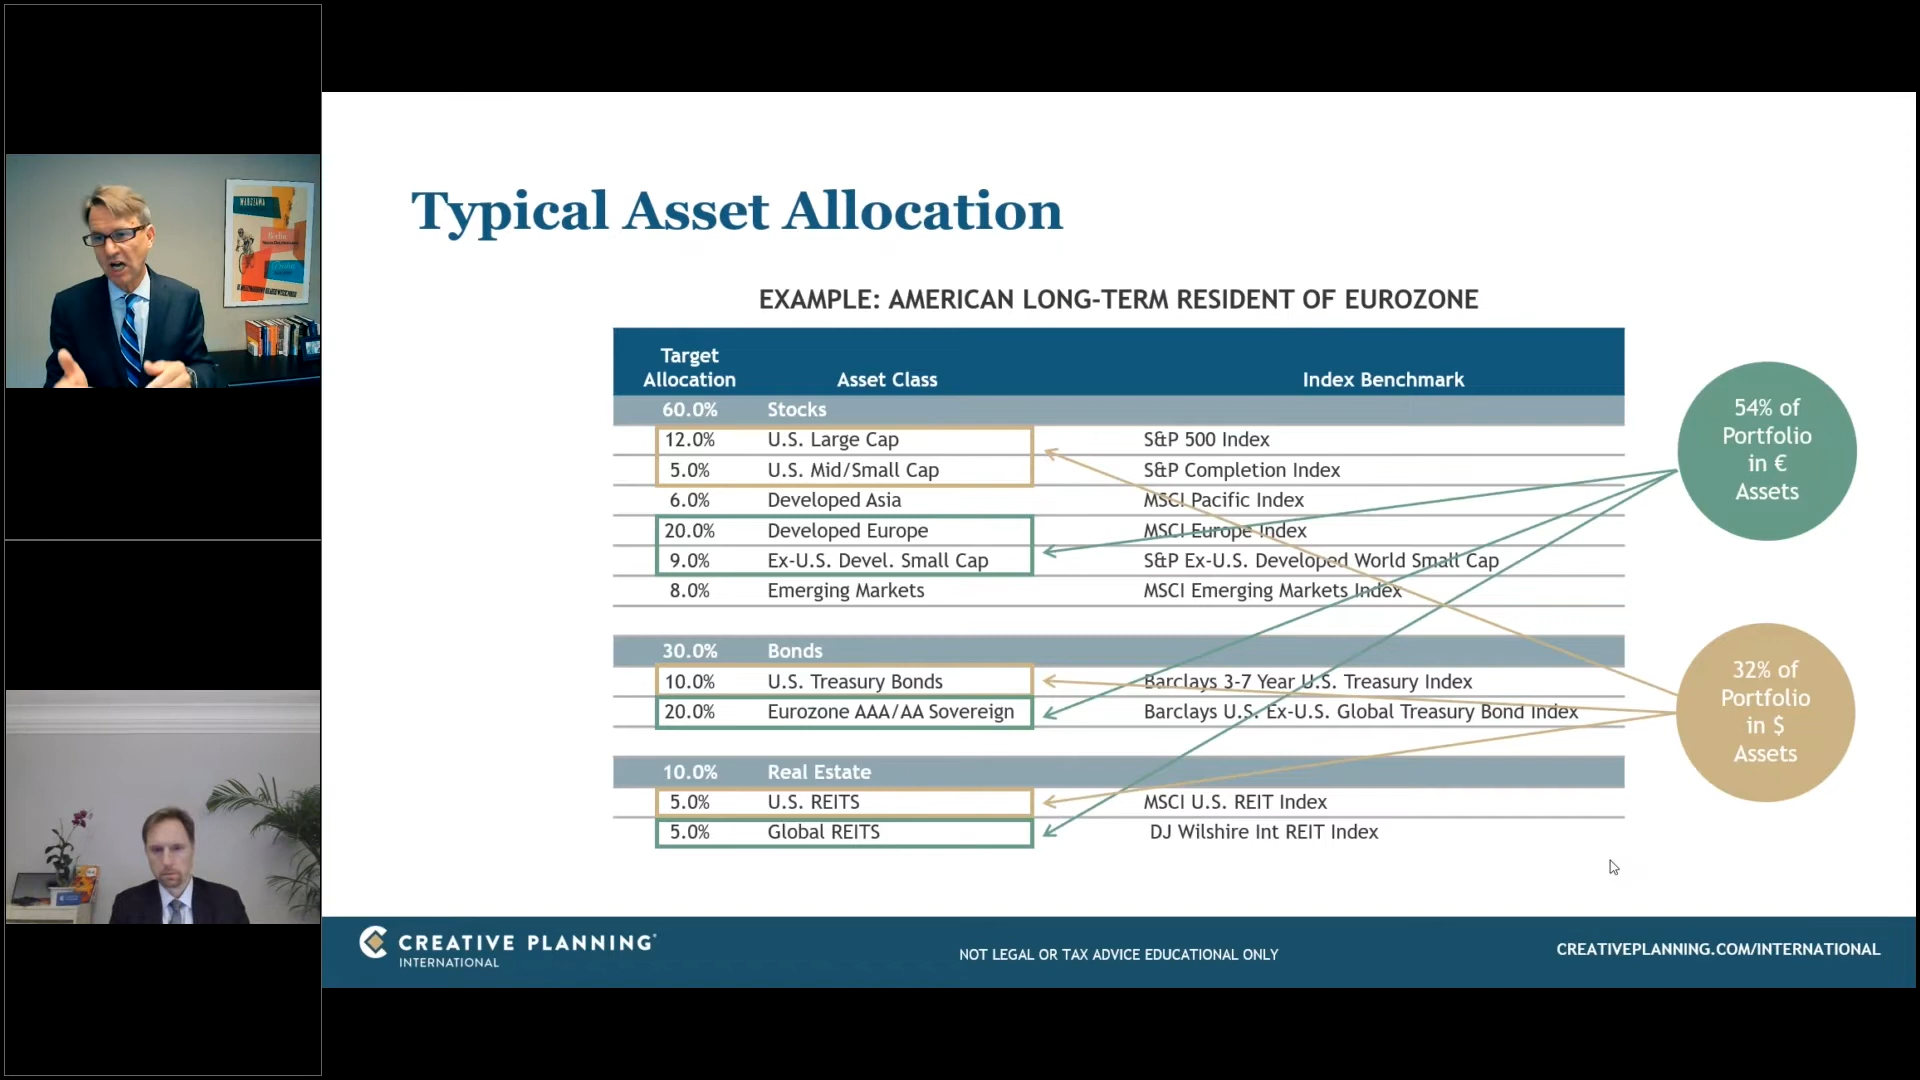 WARSZAWA
Typical Asset Allocation
EXAMPLE: AMERICAN LONG-TERM RESIDENT OF EUROZONE
Target Allocation Asset Class Index Benchmark
60.0% Stocks
12.0% U.S. Large Cap S&P 500 Index
5.0% U.S. Mid/Small Cap S&P Completion Index
6.0% Developed Asia MSCI Pacific Index
20.0% Developed Europe MSCI Europe Index
9.0% Ex-U.S. Devel. Small Cap S&P Ex-U.S. Developed World Small Cap
8.0% Emerging Markets MSCI Emerging Markets Index
30.0% Bonds
10.0% U.S. Treasury Bonds Barclays 3-7 Year U.S. Treasury Index
20.0% Eurozone AAA/AA Sovereign Barclays U.S. Ex-U.S. Global Treasury Bond Index
10.0% Real Estate
5.0% U.S. REITS MSCI U.S. REIT Index
5.0% Global REITS DJ Wilshire Int REIT Index
54% of
Portfolio
in €
Assets
32% of
Portfolio
in $
Assets
CREATIVE PLANNING
INTERNATIONAL
NOT LEGAL OR TAX ADVICE EDUCATIONAL ONLY
CREATIVEPLANNING.COM/INTERNATIONAL